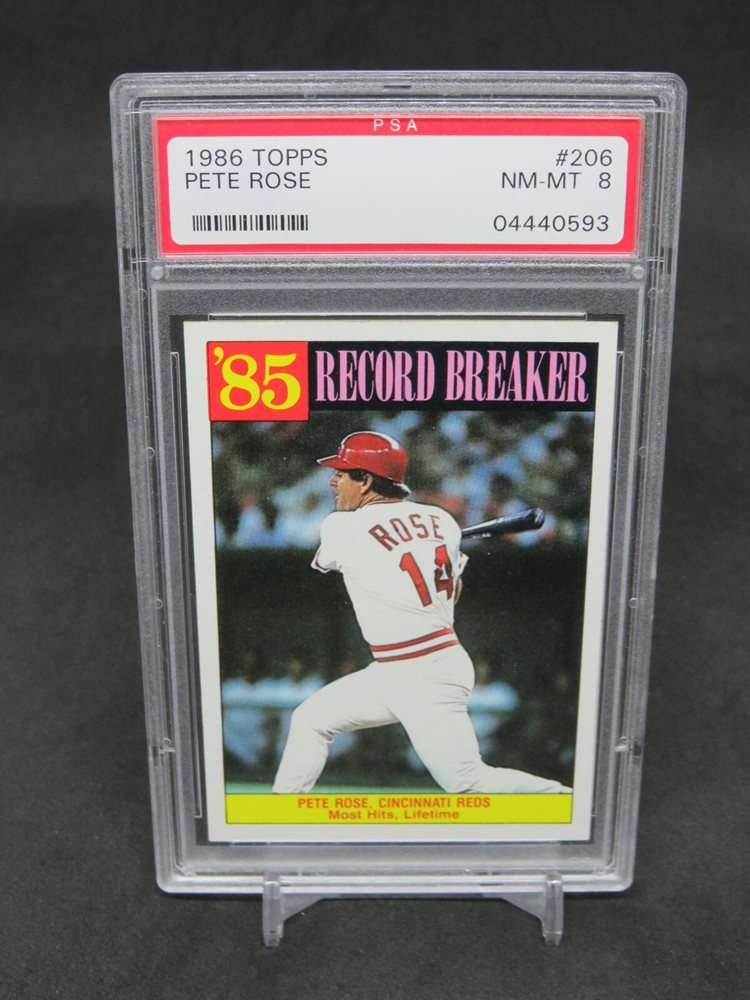 PSA
1986 TOPPS #206
PETE ROSE NM-MT 8
04440593
'85 RECORD BREAKER
ROSE
14
PETE ROSE, CINCINNATI REDS
Most Hits, Lifetime